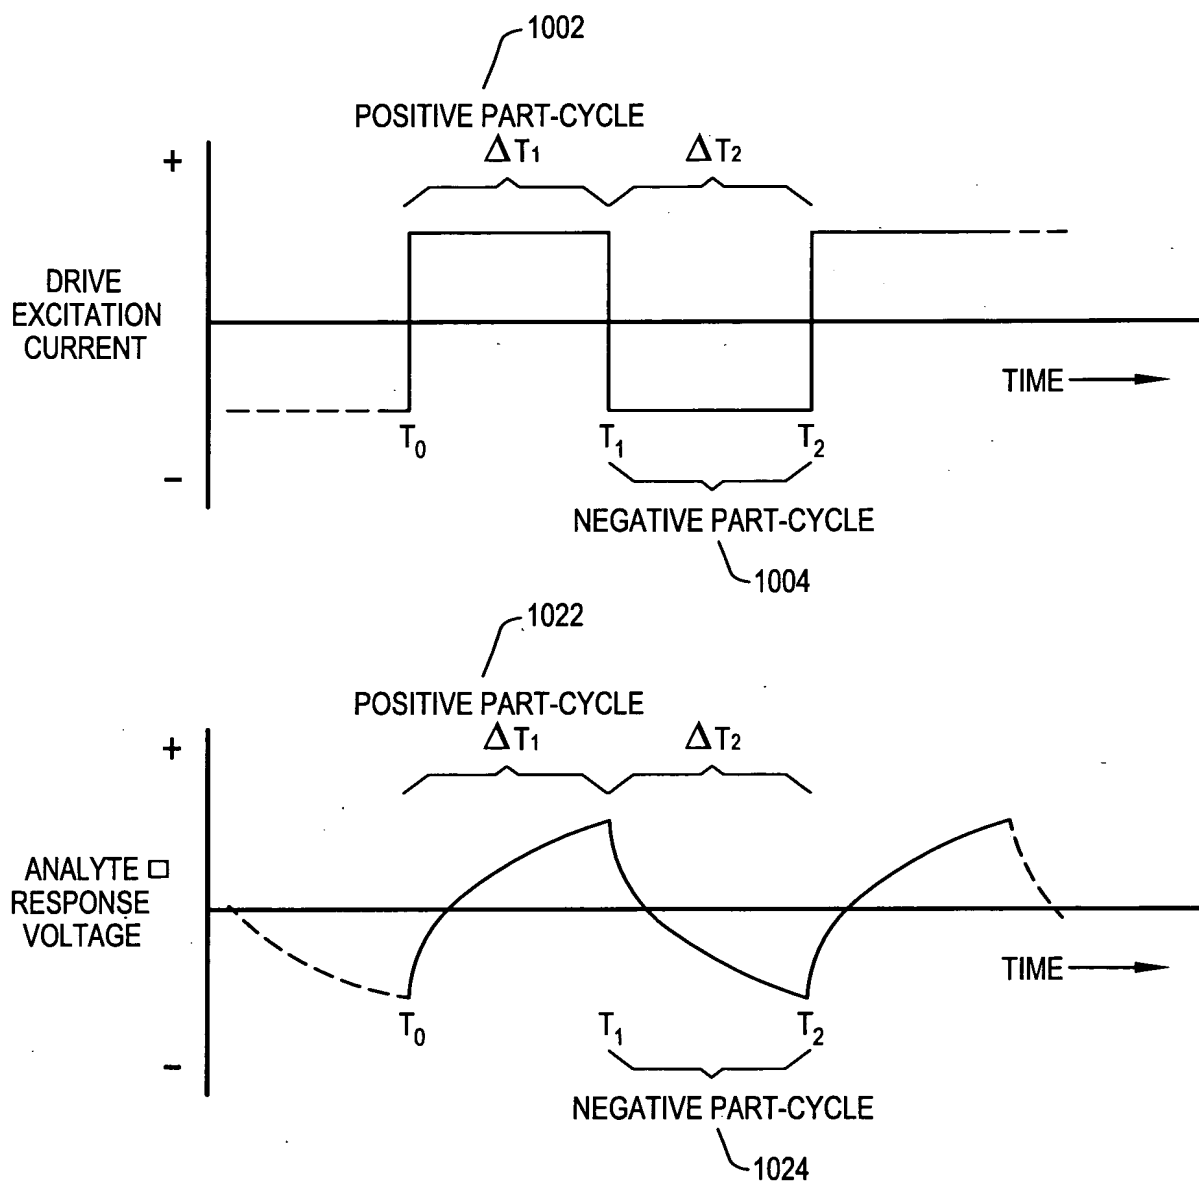 1002
POSITIVE PART-CYCLE
ΔT1 ΔT2
+
DRIVE
EXCITATION
CURRENT
TIME
T0 T1 T2
–
NEGATIVE PART-CYCLE
1004
1022
POSITIVE PART-CYCLE
ΔT1 ΔT2
+
ANALYTE □
RESPONSE
VOLTAGE
TIME
T0 T1 T2
–
NEGATIVE PART-CYCLE
1024